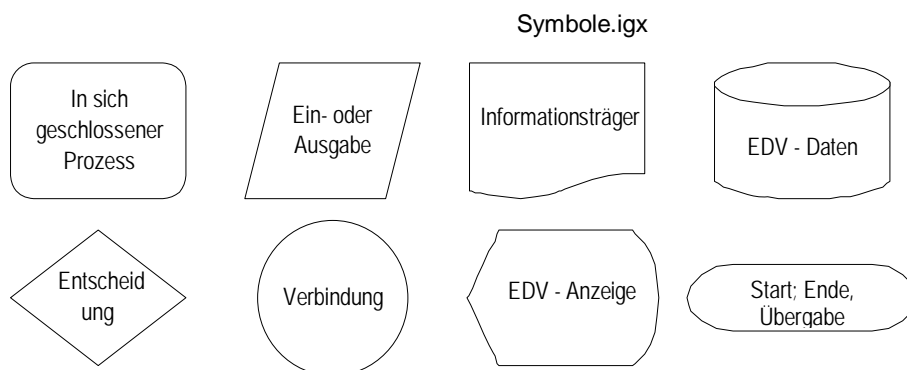 Symbole.igx
In sich
geschlossener
Prozess
Ein- oder
Ausgabe
Informationsträger
EDV - Daten
Entscheid
ung
Verbindung
EDV - Anzeige
Start; Ende,
Übergabe